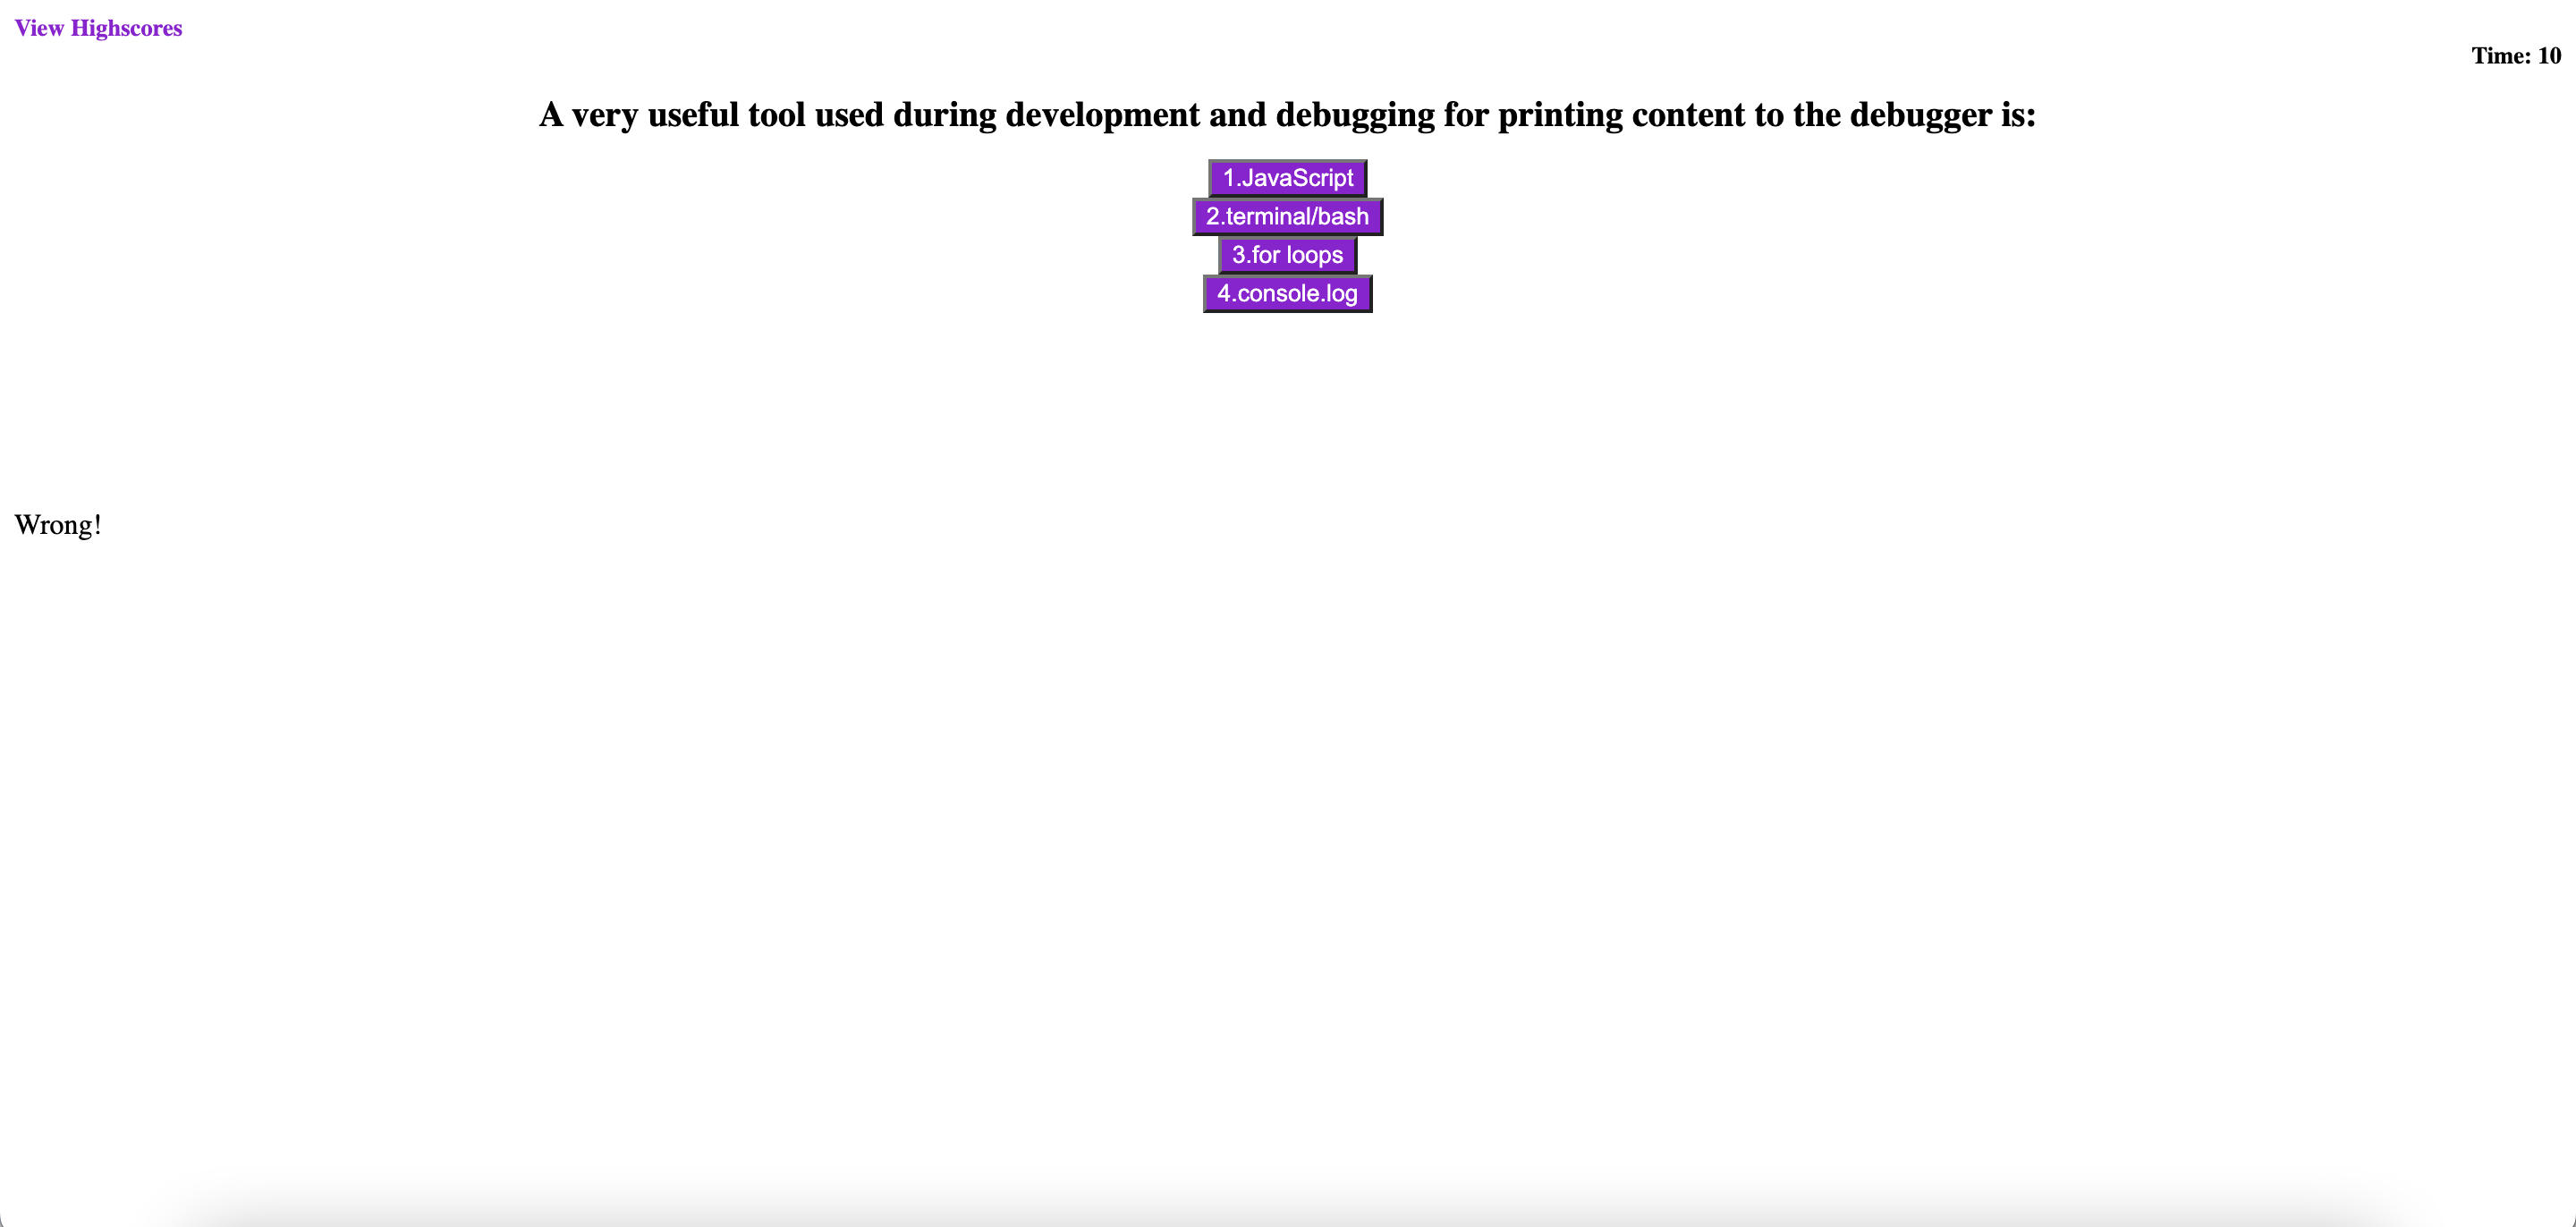 View Highscores
Time: 10
A very useful tool used during development and debugging for printing content to the debugger is:
1.JavaScript
2.terminal/bash
3.for loops
4.console.log
Wrong!